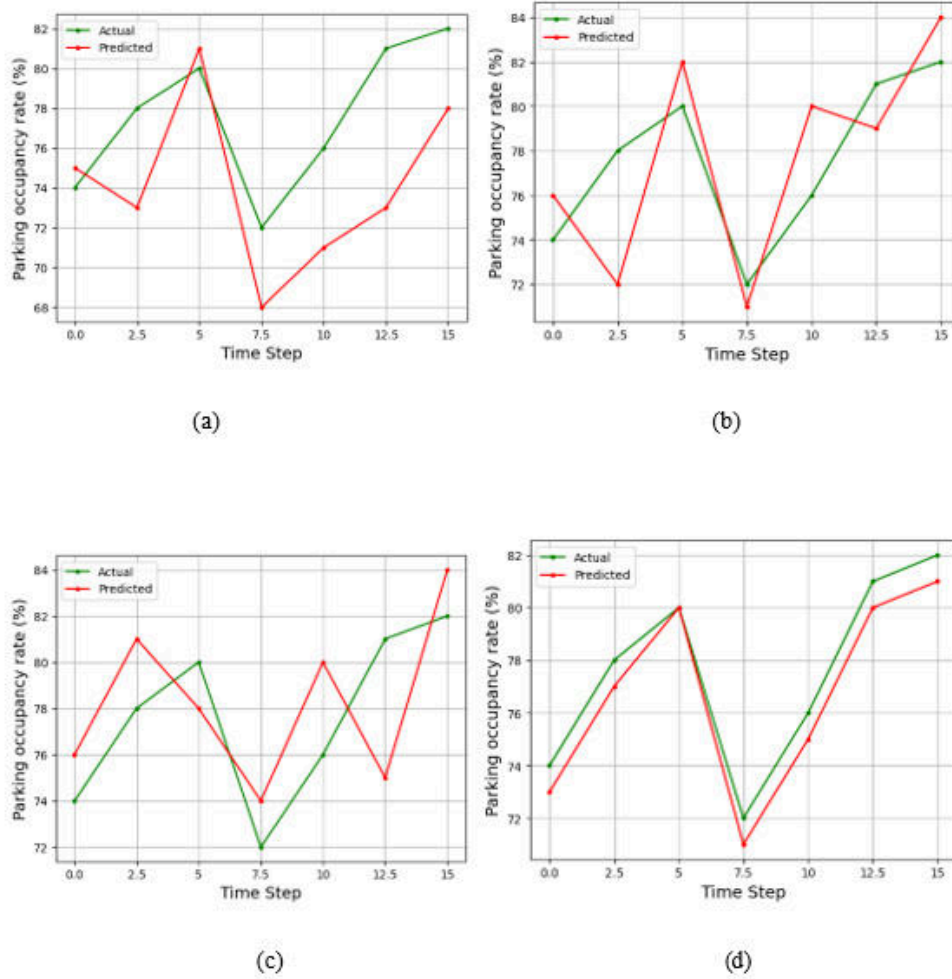 Parking occupancy rate (%)
82
80
78
76
74
72
70
68
Actual
Predicted
0.0 2.5 5 7.5 10 12.5 15
Time Step
(a)
Parking occupancy rate (%)
84
82
80
78
76
74
72
Actual
Predicted
0.0 2.5 5 7.5 10 12.5 15
Time Step
(b)
Parking occupancy rate (%)
84
82
80
78
76
74
72
Actual
Predicted
0.0 2.5 5 7.5 10 12.5 15
Time Step
(c)
Parking occupancy rate (%)
82
80
78
76
74
72
Actual
Predicted
0.0 2.5 5 7.5 10 12.5 15
Time Step
(d)